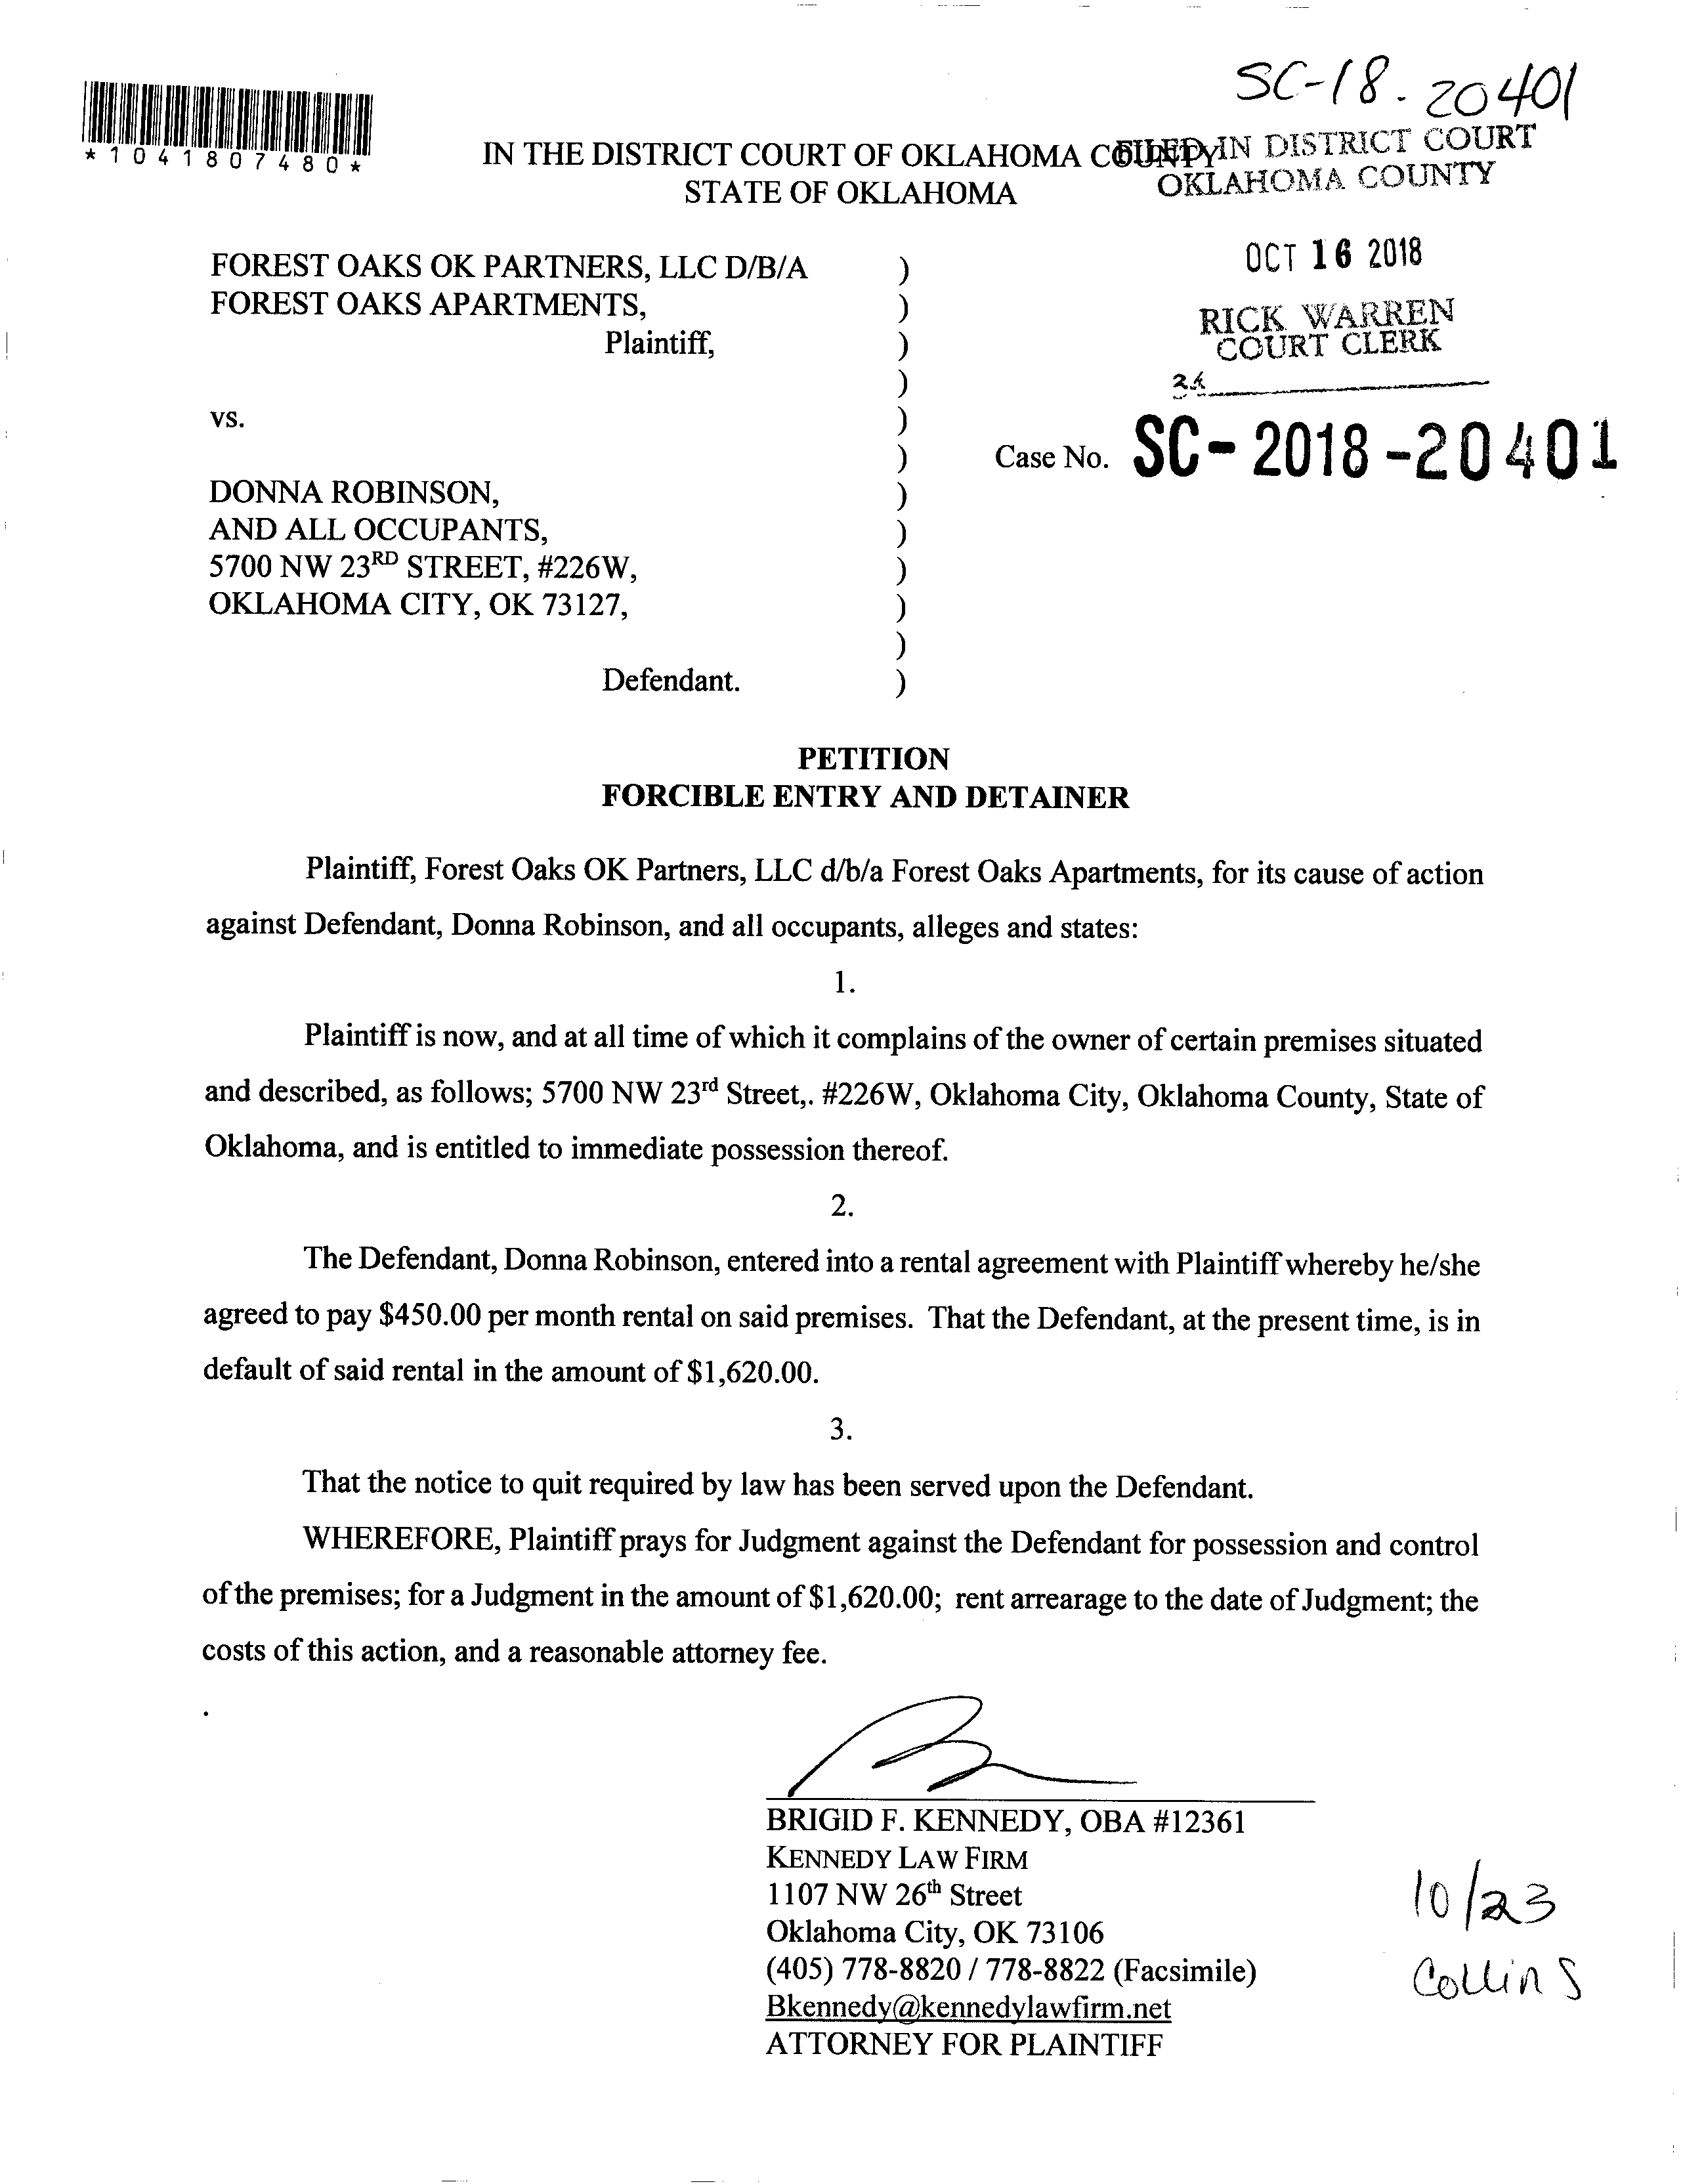 SC-18-20401
*1041807480*
IN THE DISTRICT COURT OF OKLAHOMA COUNTY
STATE OF OKLAHOMA
FILED IN DISTRICT COURT
OKLAHOMA COUNTY
OCT 16 2018
RICK WARREN
COURT CLERK
FOREST OAKS OK PARTNERS, LLC D/B/A )
FOREST OAKS APARTMENTS, )
Plaintiff, )
)
vs. )
) Case No. SC-2018-20401
DONNA ROBINSON, )
AND ALL OCCUPANTS, )
5700 NW 23RD STREET, #226W, )
OKLAHOMA CITY, OK 73127, )
)
Defendant. )
PETITION
FORCIBLE ENTRY AND DETAINER
Plaintiff, Forest Oaks OK Partners, LLC d/b/a Forest Oaks Apartments, for its cause of action
against Defendant, Donna Robinson, and all occupants, alleges and states:
1.
Plaintiff is now, and at all time of which it complains of the owner of certain premises situated
and described, as follows; 5700 NW 23rd Street,. #226W, Oklahoma City, Oklahoma County, State of
Oklahoma, and is entitled to immediate possession thereof.
2.
The Defendant, Donna Robinson, entered into a rental agreement with Plaintiff whereby he/she
agreed to pay $450.00 per month rental on said premises. That the Defendant, at the present time, is in
default of said rental in the amount of $1,620.00.
3.
That the notice to quit required by law has been served upon the Defendant.
WHEREFORE, Plaintiff prays for Judgment against the Defendant for possession and control
of the premises; for a Judgment in the amount of $1,620.00; rent arrearage to the date of Judgment; the
costs of this action, and a reasonable attorney fee.
BRIGID F. KENNEDY, OBA #12361
KENNEDY LAW FIRM
1107 NW 26th Street
Oklahoma City, OK 73106
(405) 778-8820 / 778-8822 (Facsimile)
Bkennedy@kennedylawfirm.net
ATTORNEY FOR PLAINTIFF
10/23
Collins